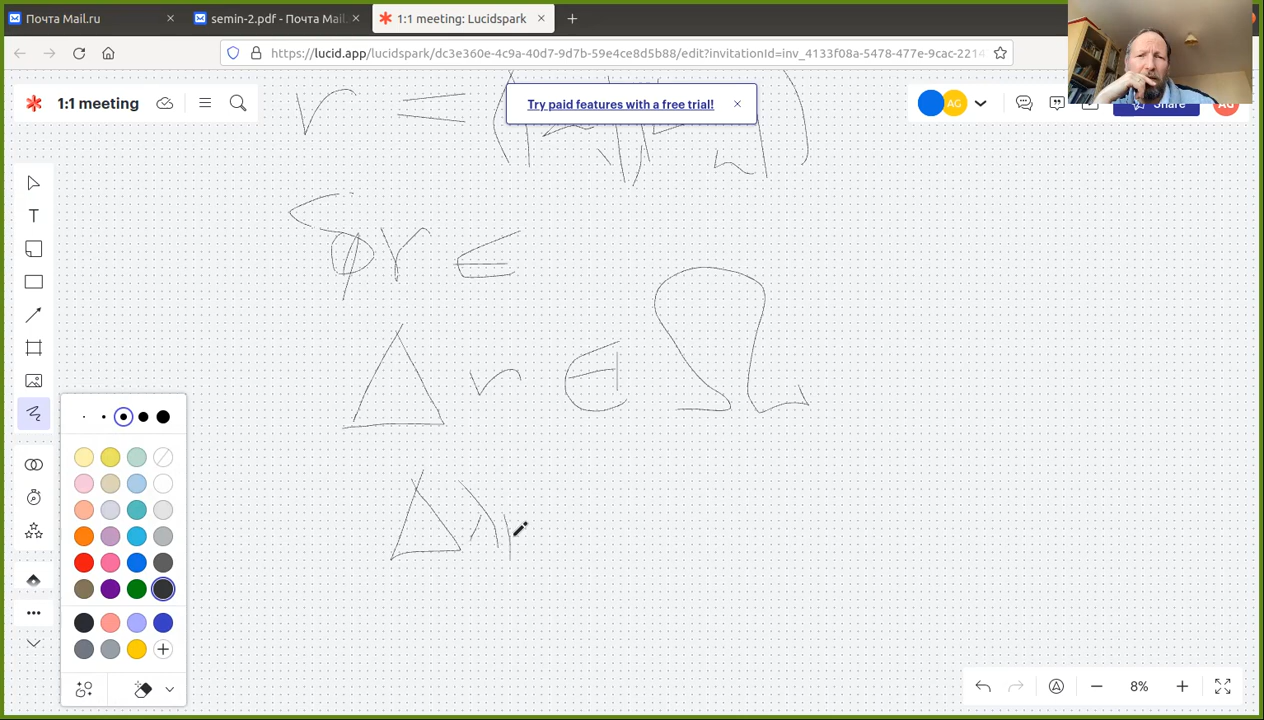 Почта Mail.ru × semin-2.pdf - Почта Mail. × 1:1 meeting: Lucidspark × +
https://lucid.app/lucidspark/dc3e360e-4c9a-40d7-9d7b-59e4ce8d5b88/edit?invitationId=inv_4133f08a-5478-477e-9cac-2214
1:1 meeting Try paid features with a free trial! × AG Share AG
r =
T
r ∈
Δ r ∈ Ω
Δ λ
8%